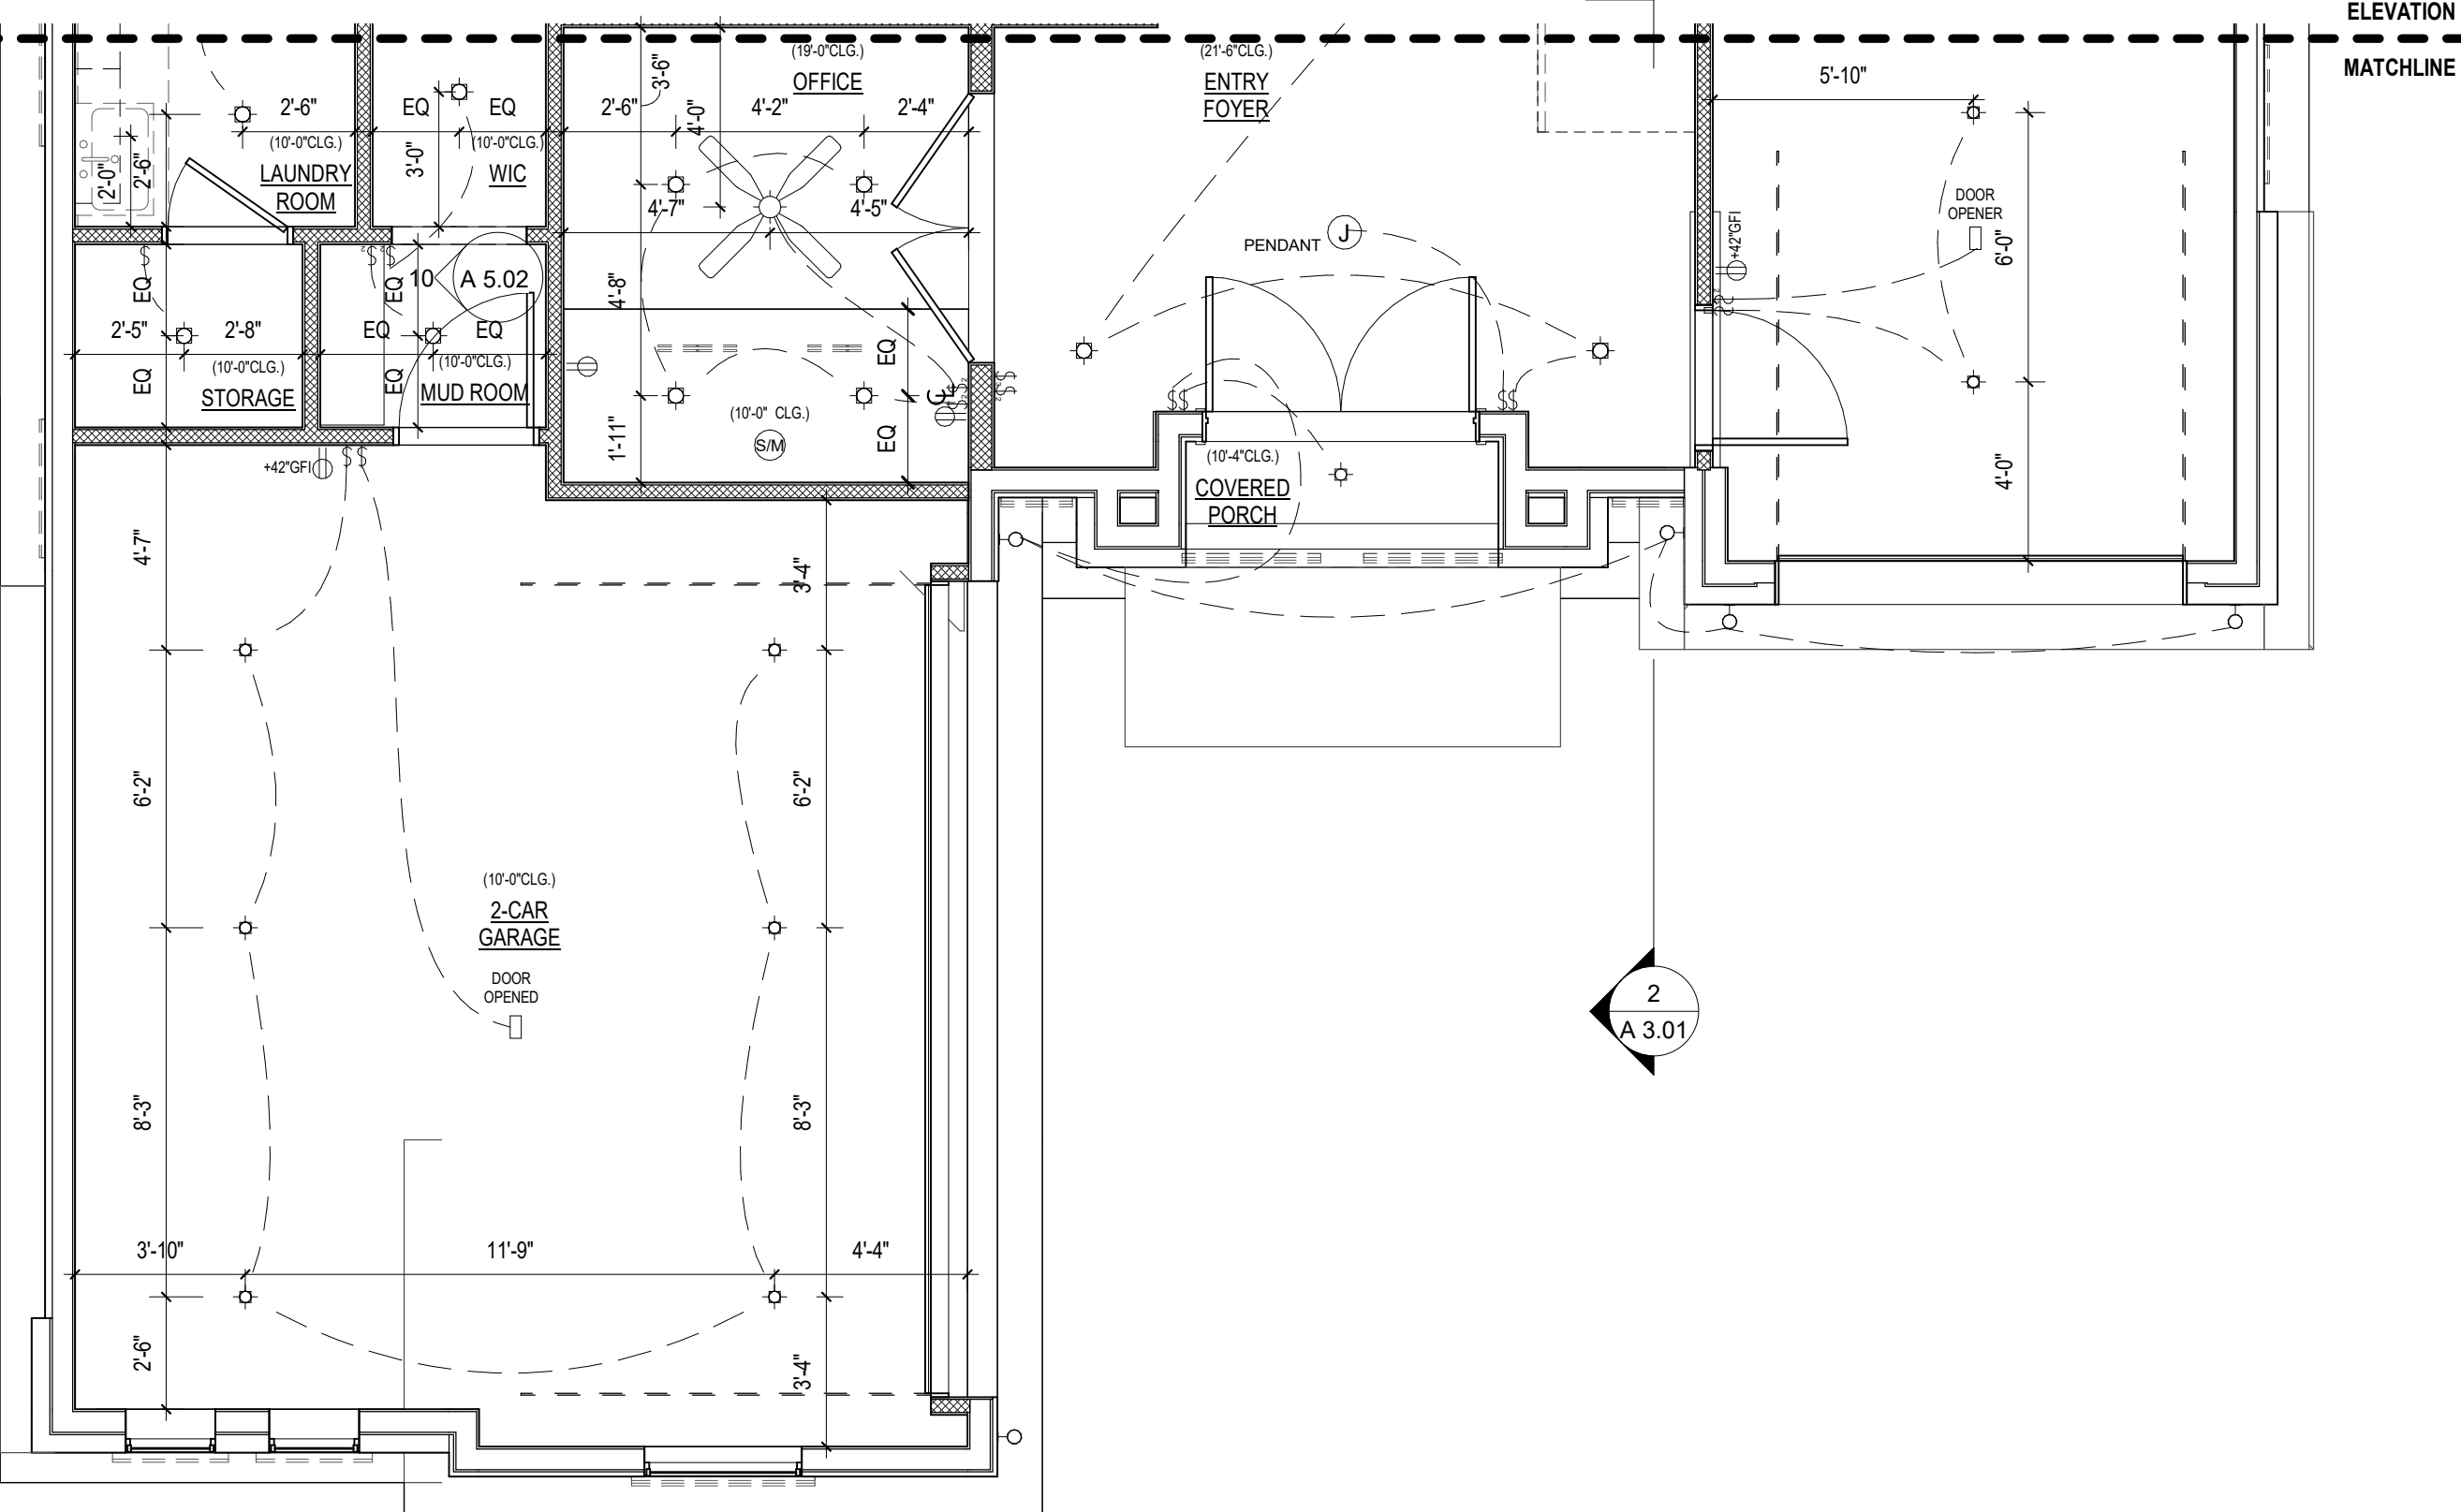 ELEVATION
MATCHLINE
(19'-0"CLG.)
OFFICE
(21'-6"CLG.)
ENTRY
FOYER
5'-10"
3'-6"
2'-6"
EQ
EQ
2'-6"
4'-0"
4'-2"
2'-4"
(10'-0"CLG.)
LAUNDRY
ROOM
2'-0"
2'-6"
3'-0"
(10'-0"CLG.)
WIC
4'-7"
4'-5"
PENDANT
J
+42"GFI
DOOR
OPENER
6'-0"
EQ
EQ
10
A 5.02
4'-8"
2'-5"
2'-8"
EQ
EQ
EQ
(10'-0"CLG.)
STORAGE
EQ
EQ
(10'-0"CLG.)
MUD ROOM
(10'-0" CLG.)
S/M
CL
EQ
1'-11"
+42"GFI
(10'-4"CLG.)
COVERED
PORCH
4'-0"
4'-7"
3'-4"
6'-2"
6'-2"
(10'-0"CLG.)
2-CAR
GARAGE
DOOR
OPENED
2
A 3.01
8'-3"
8'-3"
3'-10"
11'-9"
4'-4"
2'-6"
3'-4"